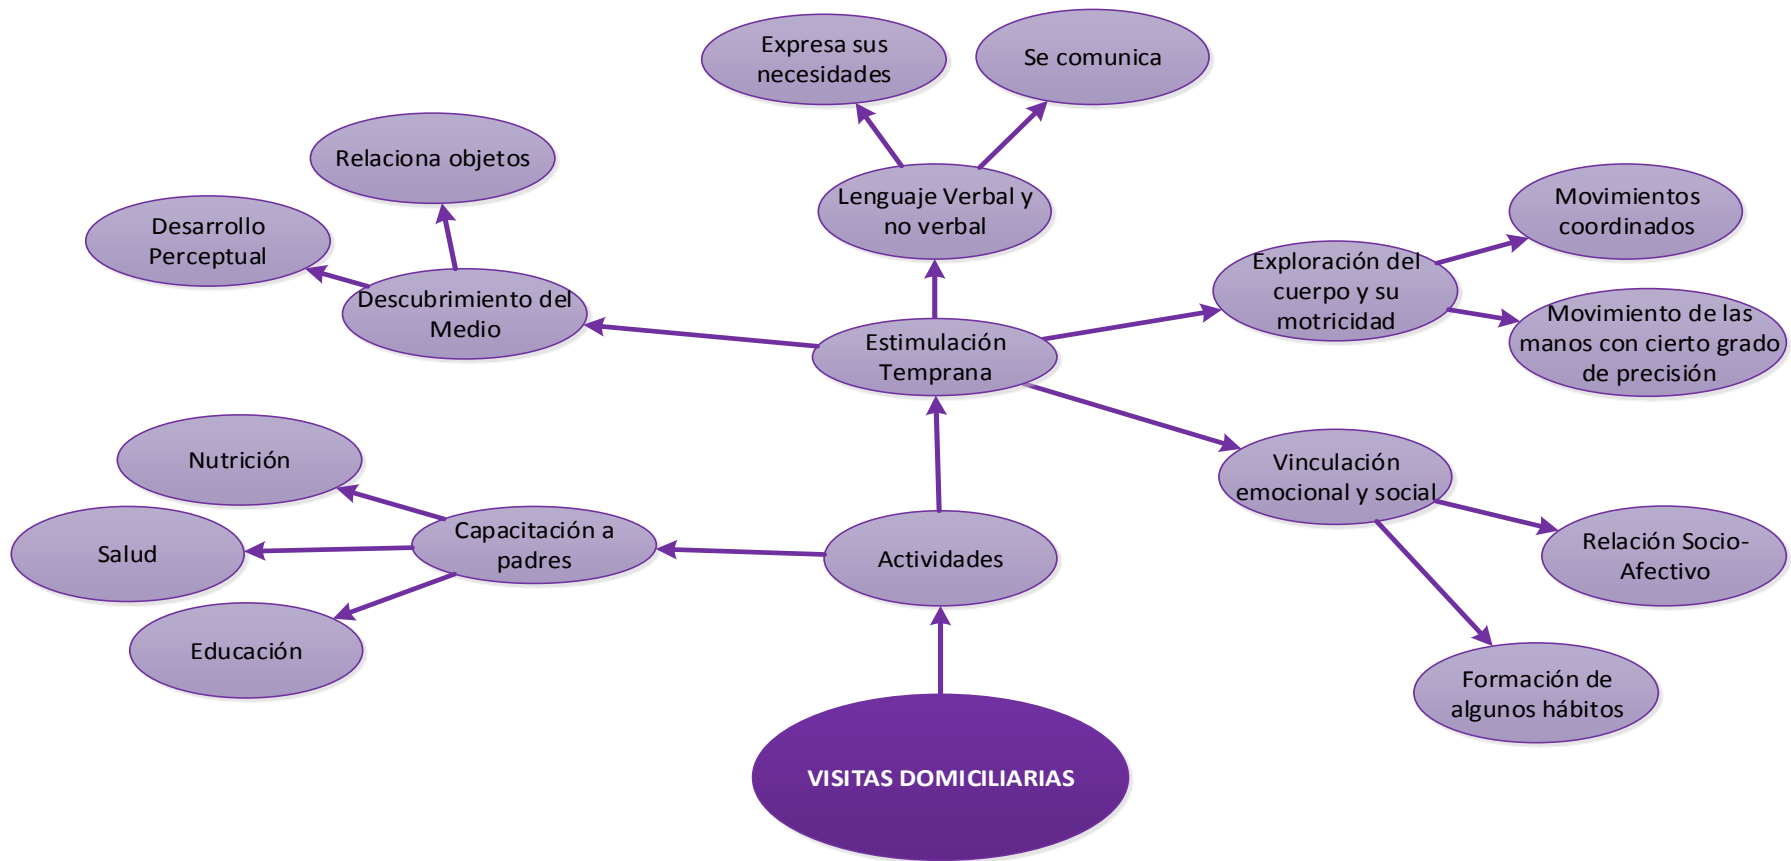 Expresa sus
necesidades
Se comunica
Relaciona objetos
Lenguaje Verbal y
no verbal
Movimientos
coordinados
Desarrollo
Perceptual
Descubrimiento del
Medio
Exploración del
cuerpo y su
motricidad
Movimiento de las
manos con cierto grado
de precisión
Estimulación
Temprana
Nutrición
Vinculación
emocional y social
Salud
Capacitación a
padres
Actividades
Relación Socio-
Afectivo
Educación
Formación de
algunos hábitos
VISITAS DOMICILIARIAS